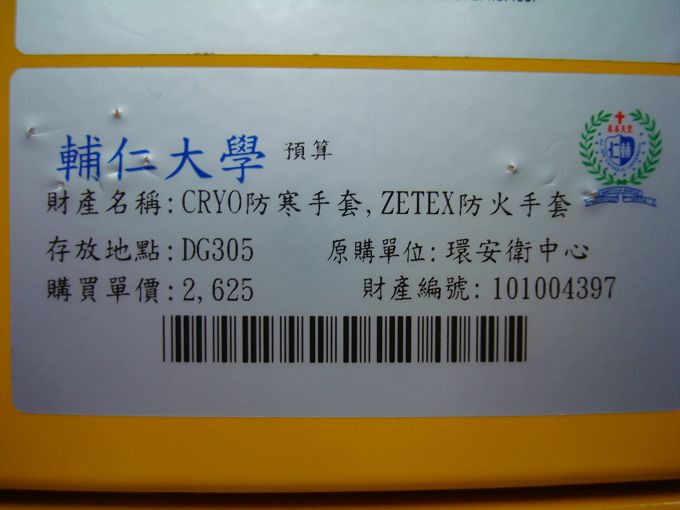 輔仁大學 預算
財產名稱:CRYO防寒手套,ZETEX防火手套
存放地點:DG305 原購單位:環安衛中心
購買單價:2,625 財產編號:101004397